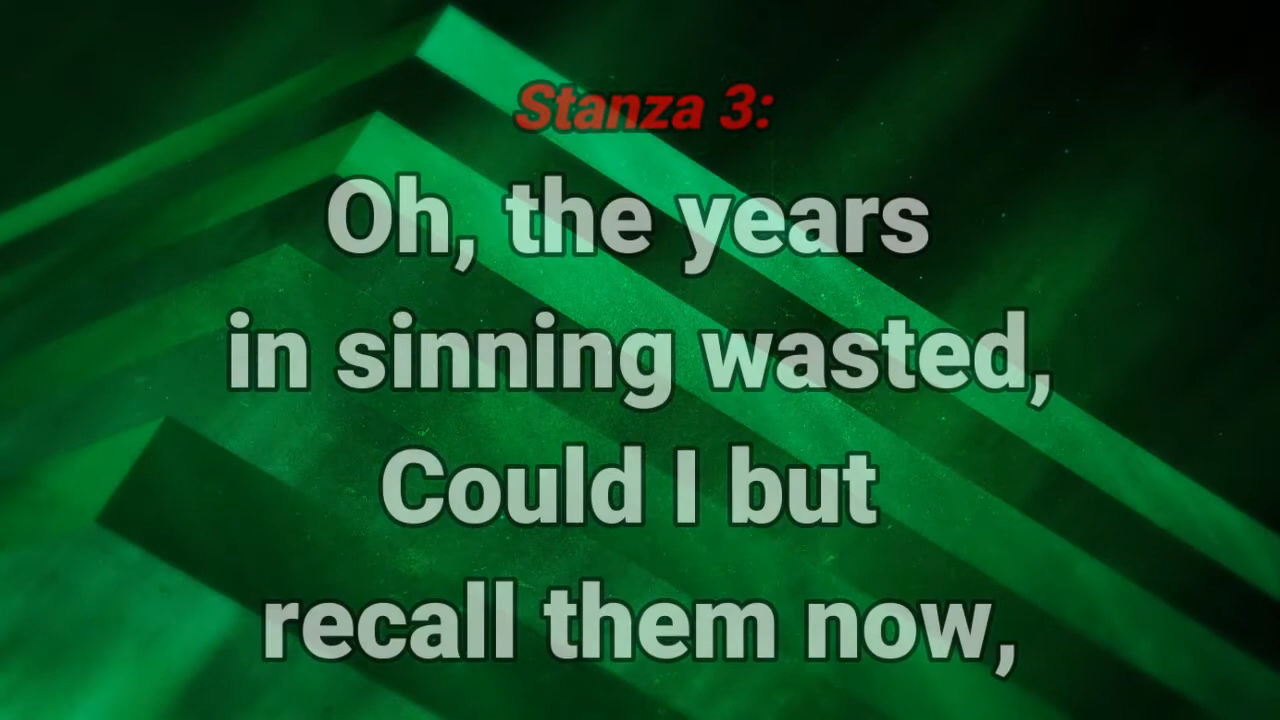 Stanza 3:
Oh, the years
in sinning wasted,
Could I but
recall them now,